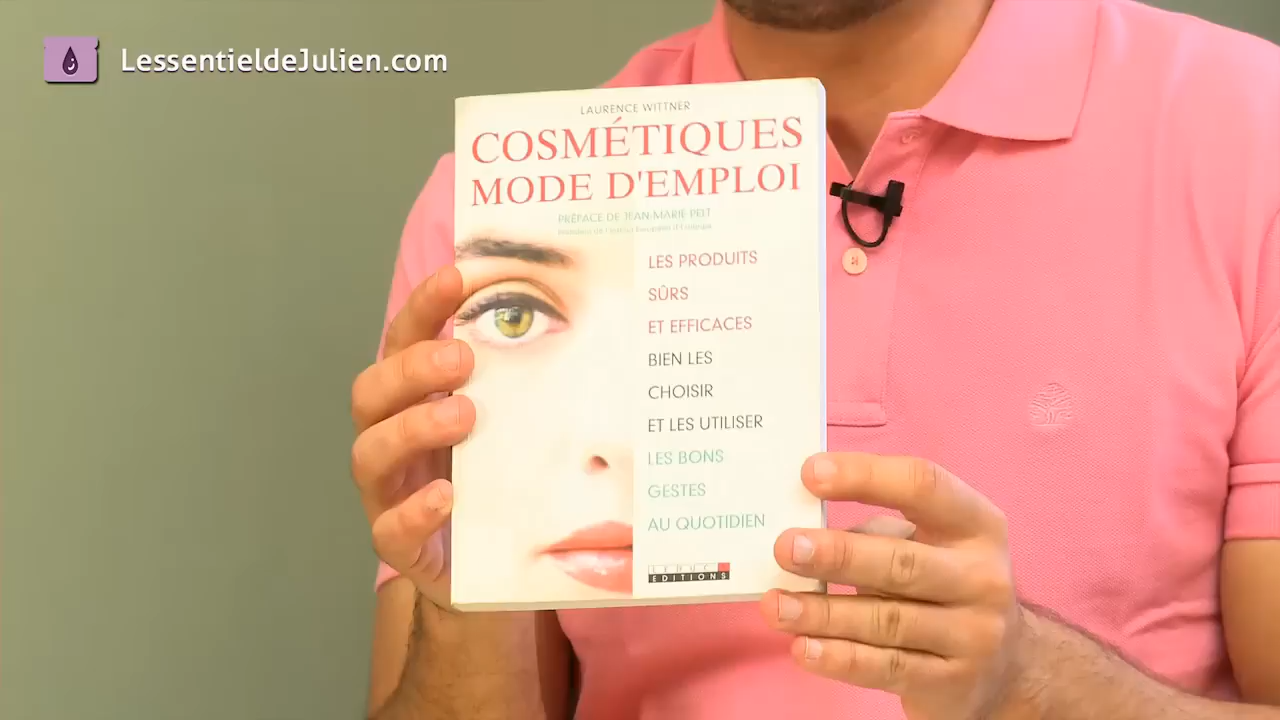 LessentieldeJulien.com
LAURENCE WITTNER
COSMÉTIQUES
MODE D'EMPLOI
PRÉFACE DE JEAN-MARIE PELT
LES PRODUITS
SÛRS
ET EFFICACES
BIEN LES
CHOISIR
ET LES UTILISER
LES BONS
GESTES
AU QUOTIDIEN
LEDUC
EDITIONS